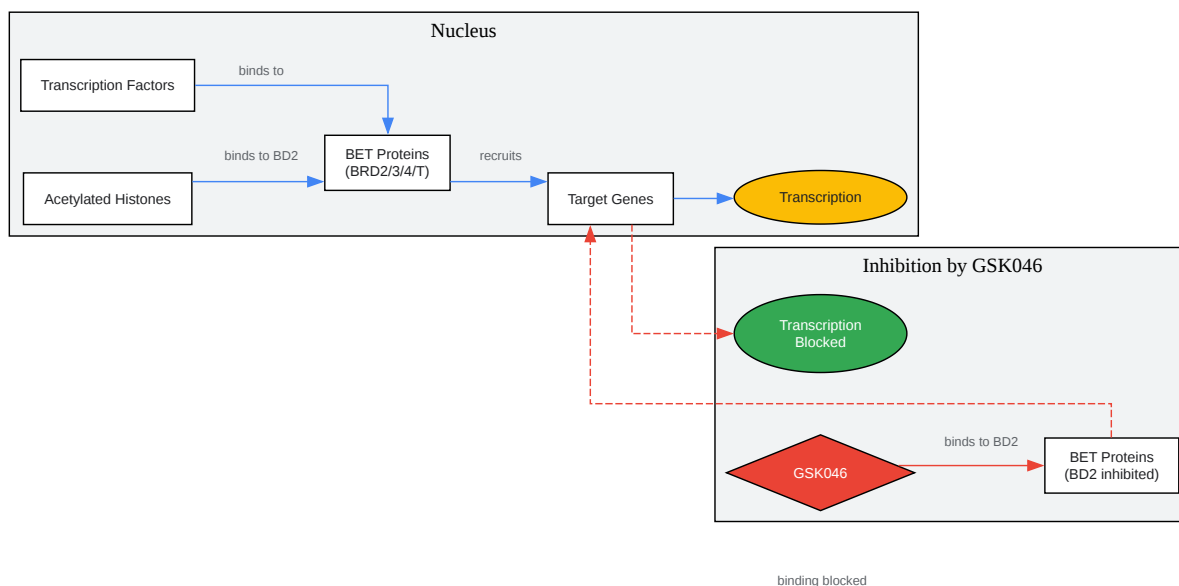 Nucleus
Transcription Factors
binds to
BET Proteins
(BRD2/3/4/T)
binds to BD2
recruits
Acetylated Histones
Target Genes
Transcription
Inhibition by GSK046
Transcription
Blocked
binds to BD2
GSK046
BET Proteins
(BD2 inhibited)
binding blocked